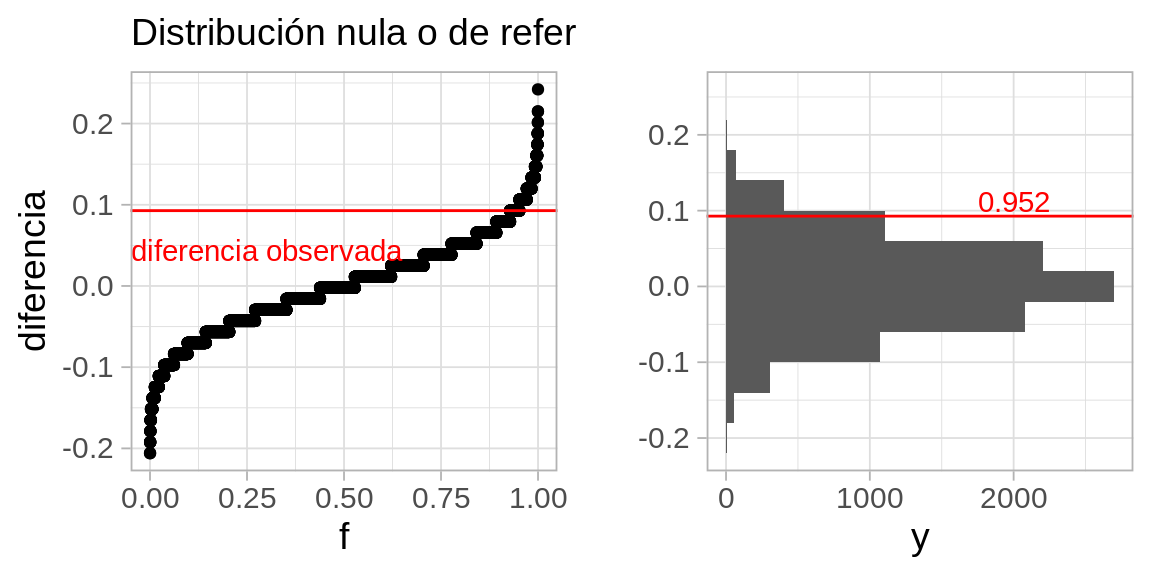 Distribución nula o de refer
diferencia
0.2
0.1
0.0
-0.1
-0.2
diferencia observada
0.00 0.25 0.50 0.75 1.00
f
0.2
0.1
0.0
-0.1
-0.2
0.952
0 1000 2000
y